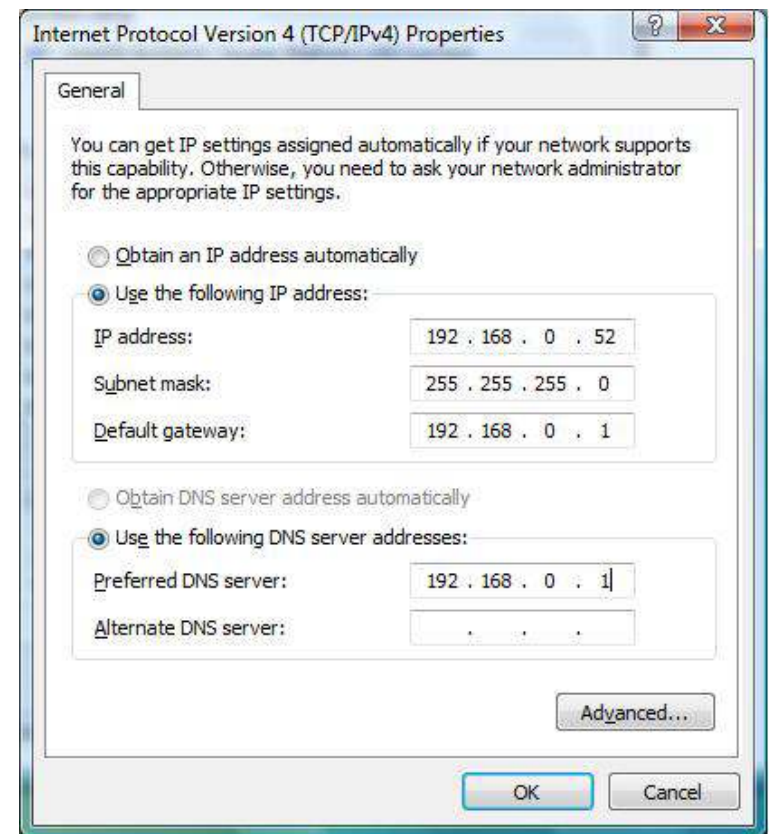 Internet Protocol Version 4 (TCP/IPv4) Properties
General
You can get IP settings assigned automatically if your network supports
this capability. Otherwise, you need to ask your network administrator
for the appropriate IP settings.
Obtain an IP address automatically
Use the following IP address:
IP address: 192 . 168 . 0 . 52
Subnet mask: 255 . 255 . 255 . 0
Default gateway: 192 . 168 . 0 . 1
Obtain DNS server address automatically
Use the following DNS server addresses:
Preferred DNS server: 192 . 168 . 0 . 1
Alternate DNS server: . . .
Advanced...
OK Cancel